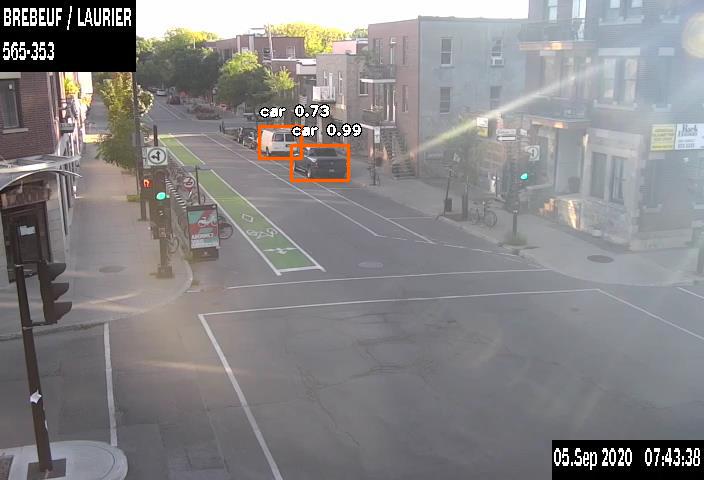 BREBEUF / LAURIER
565-353
car 0.73
car 0.99
05.Sep 2020 07:43:38